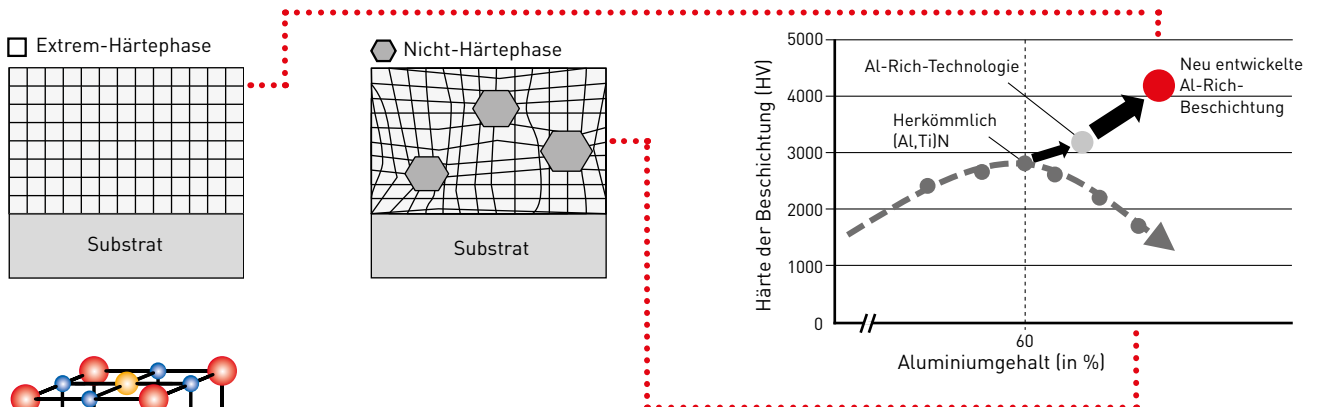 Extrem-Härtephase
Substrat
Nicht-Härtephase
Substrat
Härte der Beschichtung (HV)
5000
4000
3000
2000
1000
0
Al-Rich-Technologie
Herkömmlich
(Al,Ti)N
Neu entwickelte
Al-Rich-
Beschichtung
60
Aluminiumgehalt (in %)